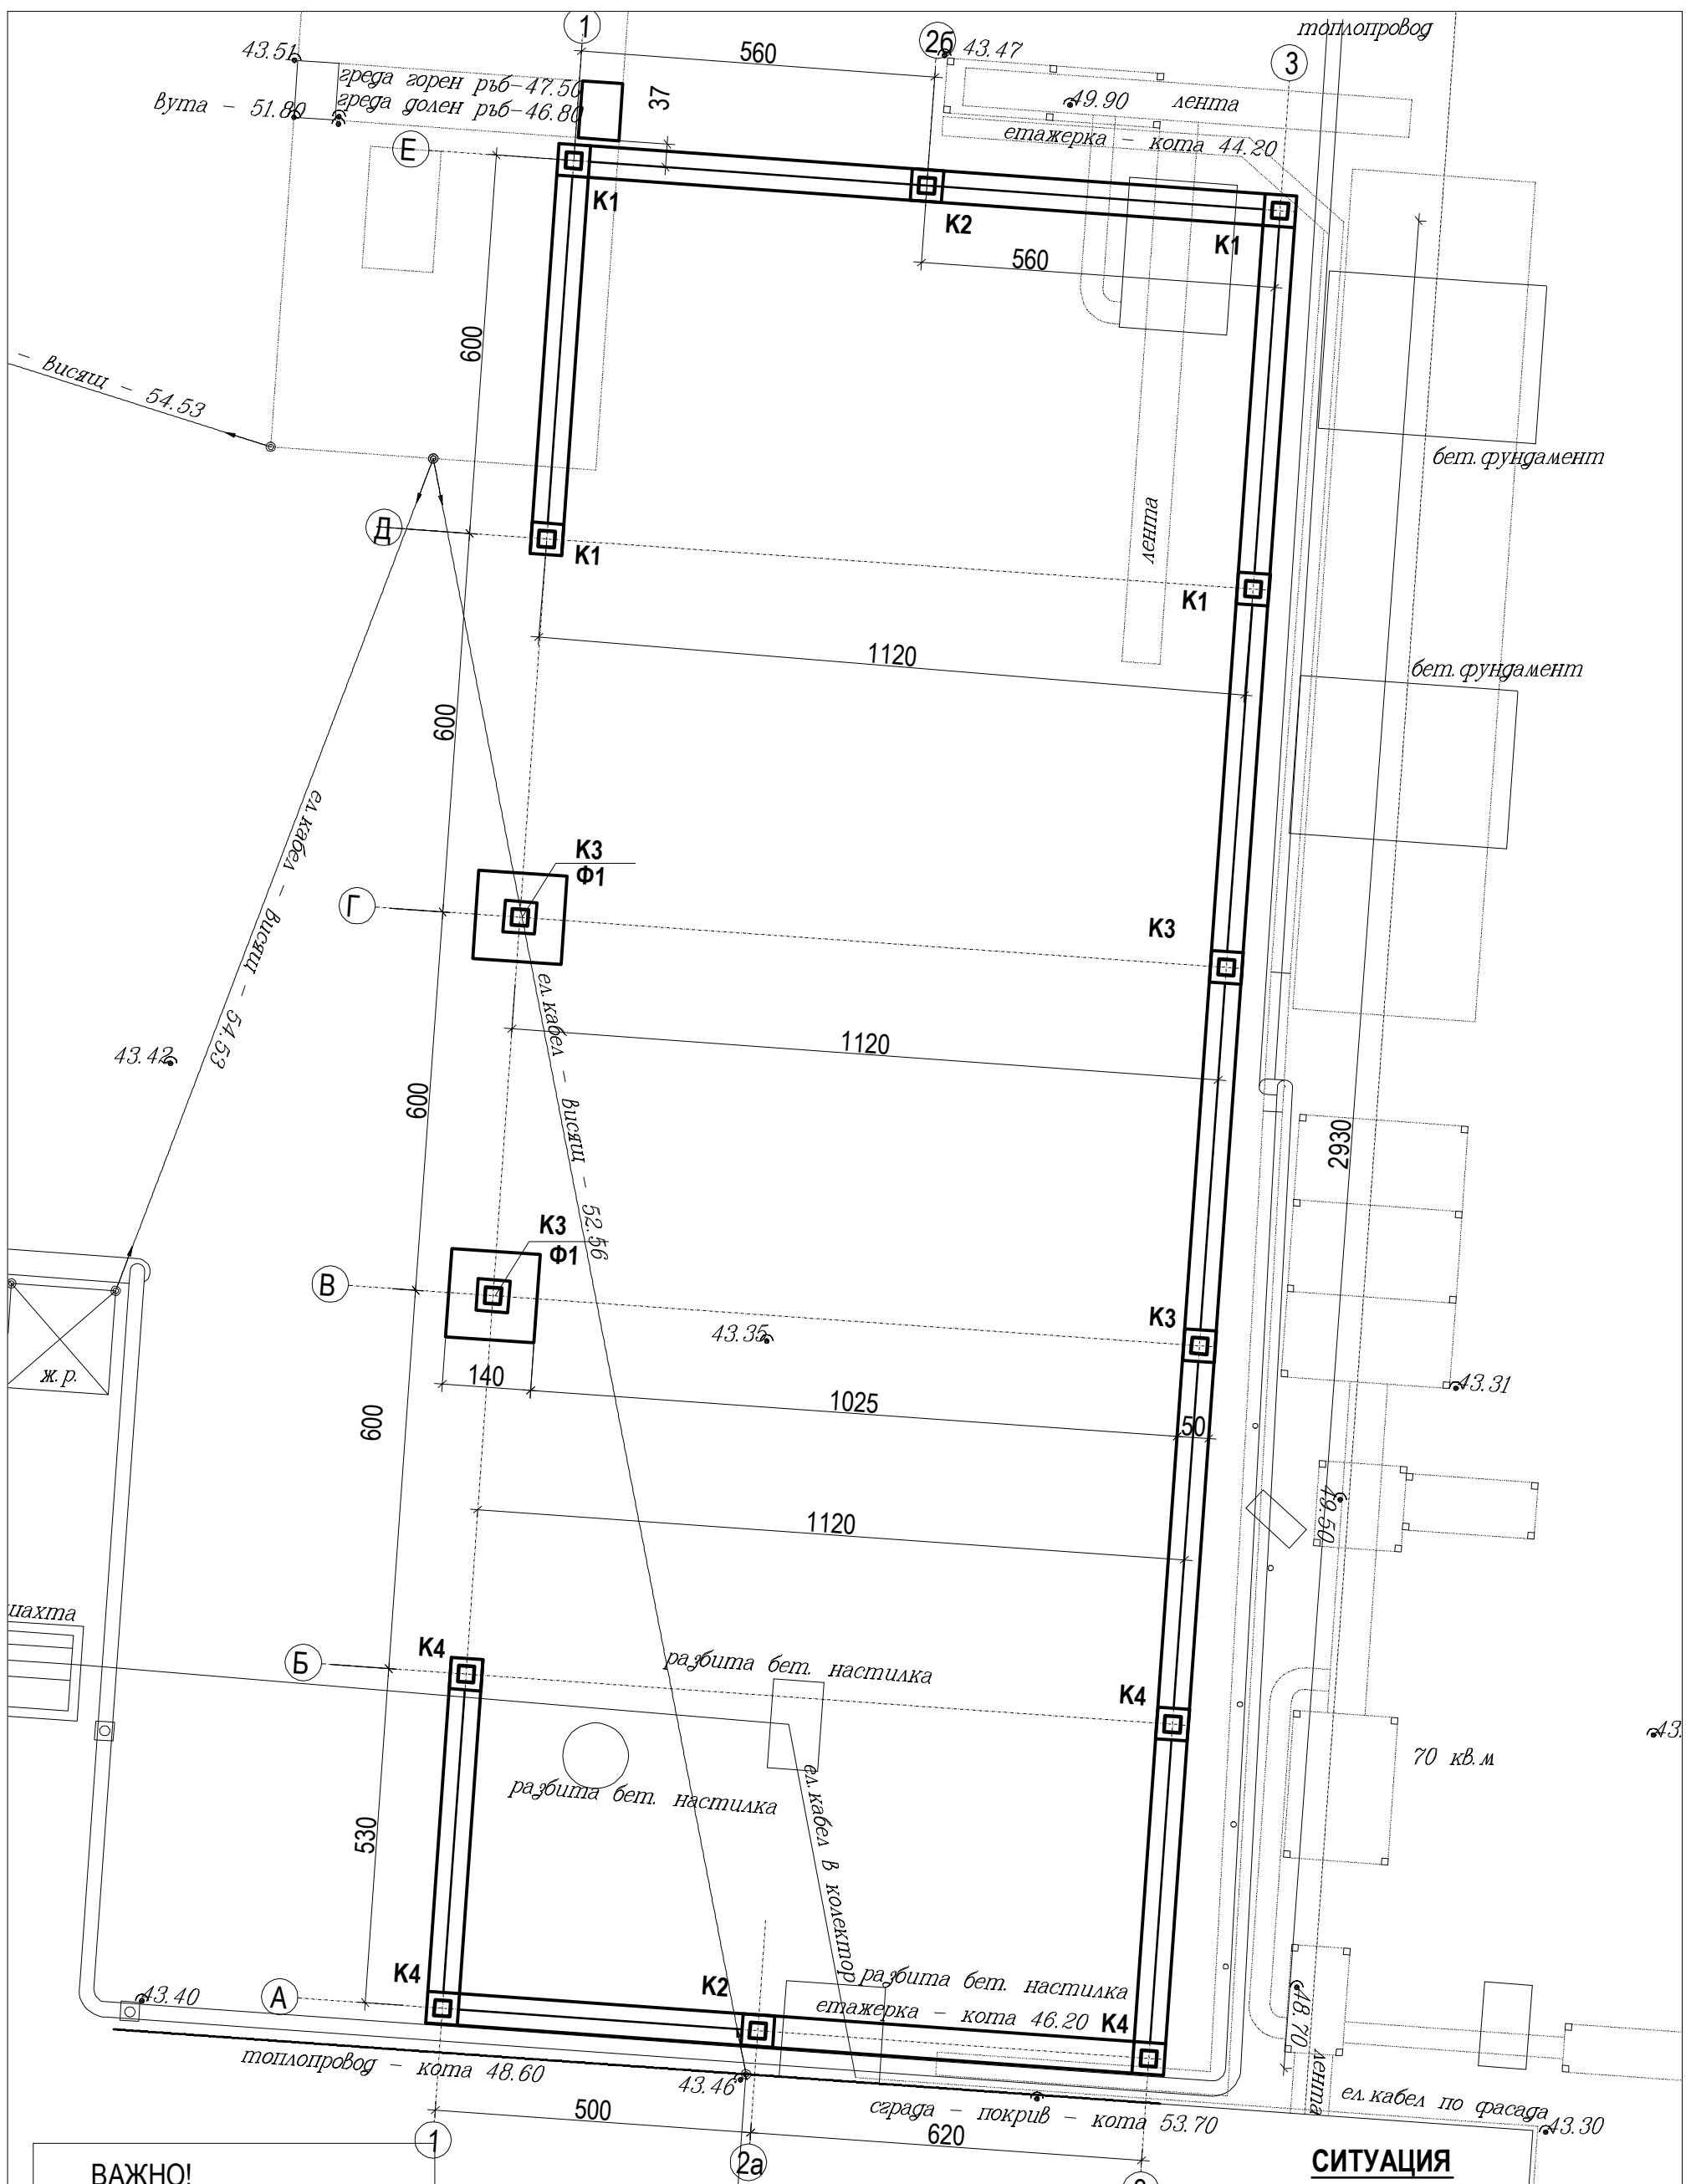 топлопровод
1
560
2б
43.47
3
43.51
греда горен ръб-47.50
греда долен ръб-46.80
Вута - 51.80
37
49.90
лента
етажерка - кота 44.20
Е
К1
К2
К1
560
600
- Висящ - 54.53
бет.фундамент
лента
Д
К1
К1
1120
бет.фундамент
600
ел.кабел - Висящ - 54.53
К3
Ф1
Г
К3
ел.кабел - Висящ - 52.56
1120
43.42
600
2930
К3
Ф1
В
К3
43.35
ж.р.
140
1025
50
43.31
600
49.50
1120
шахта
К4
Б
разбита бет. настилка
К4
43.
70 кв.м
разбита бет. настилка
ел.кабел в колектор
530
К4
К2
разбита бет. настилка
43.40
А
етажерка - кота 46.20
К4
48.70
топлопровод - кота 48.60
43.46
лента
ел.кабел по фасада
500
сграда - покрив - кота 53.70
43.30
620
1
2а
СИТУАЦИЯ
ВАЖНО!